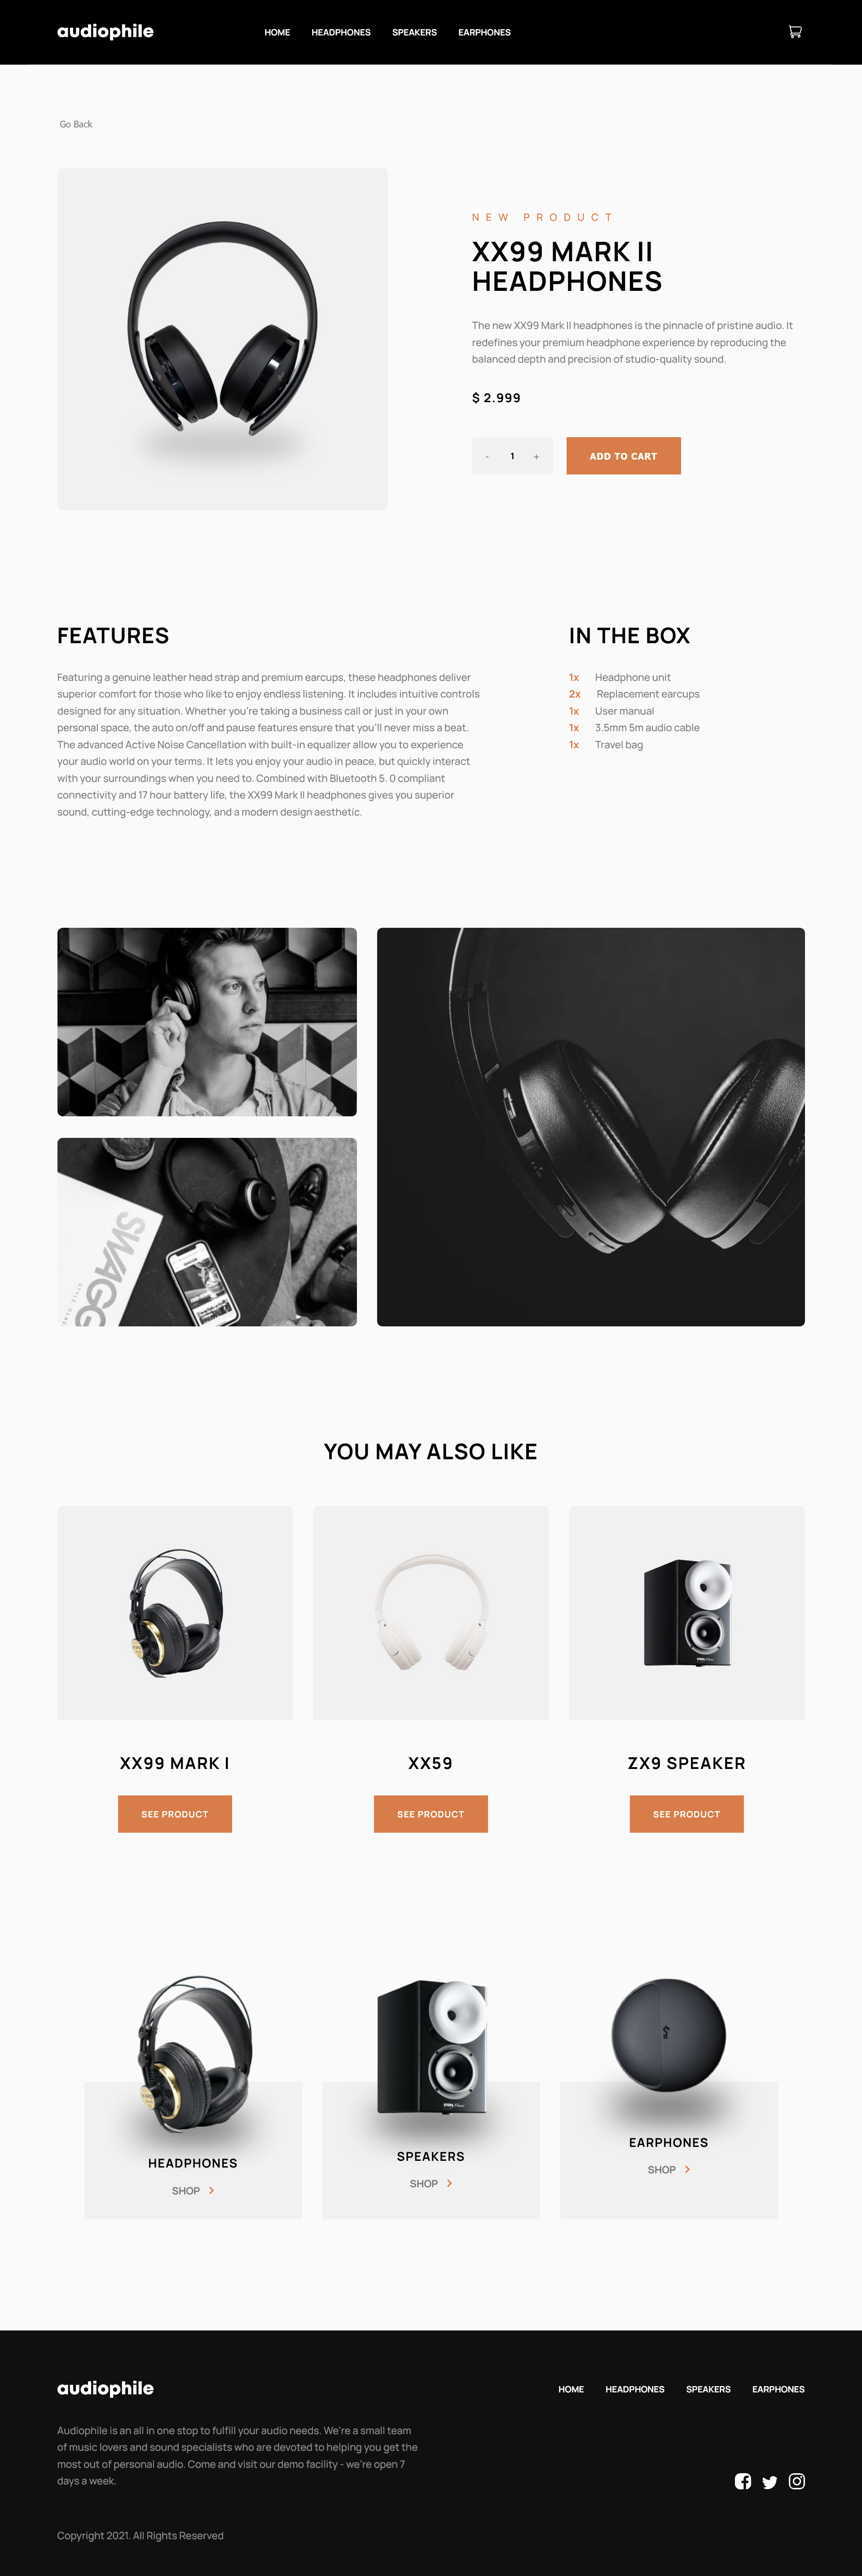 audiophile
HOME HEADPHONES SPEAKERS EARPHONES
Go Back
NEW PRODUCT
XX99 MARK II
HEADPHONES
The new XX99 Mark II headphones is the pinnacle of pristine audio. It
redefines your premium headphone experience by reproducing the
balanced depth and precision of studio-quality sound.
$ 2.999
- 1 +
ADD TO CART
FEATURES
Featuring a genuine leather head strap and premium earcups, these headphones deliver
superior comfort for those who like to enjoy endless listening. It includes intuitive controls
designed for any situation. Whether you're taking a business call or just in your own
personal space, the auto on/off and pause features ensure that you'll never miss a beat.
The advanced Active Noise Cancellation with built-in equalizer allow you to experience
your audio world on your terms. It lets you enjoy your audio in peace, but quickly interact
with your surroundings when you need to. Combined with Bluetooth 5. 0 compliant
connectivity and 17 hour battery life, the XX99 Mark II headphones gives you superior
sound, cutting-edge technology, and a modern design aesthetic.
IN THE BOX
1x Headphone unit
2x Replacement earcups
1x User manual
1x 3.5mm 5m audio cable
1x Travel bag
SWAGG
YOU MAY ALSO LIKE
XX99 MARK I
SEE PRODUCT
XX59
SEE PRODUCT
ZX9 SPEAKER
SEE PRODUCT
HEADPHONES
SHOP
SPEAKERS
SHOP
EARPHONES
SHOP
audiophile
HOME HEADPHONES SPEAKERS EARPHONES
Audiophile is an all in one stop to fulfill your audio needs. We're a small team
of music lovers and sound specialists who are devoted to helping you get the
most out of personal audio. Come and visit our demo facility - we're open 7
days a week.
Copyright 2021. All Rights Reserved